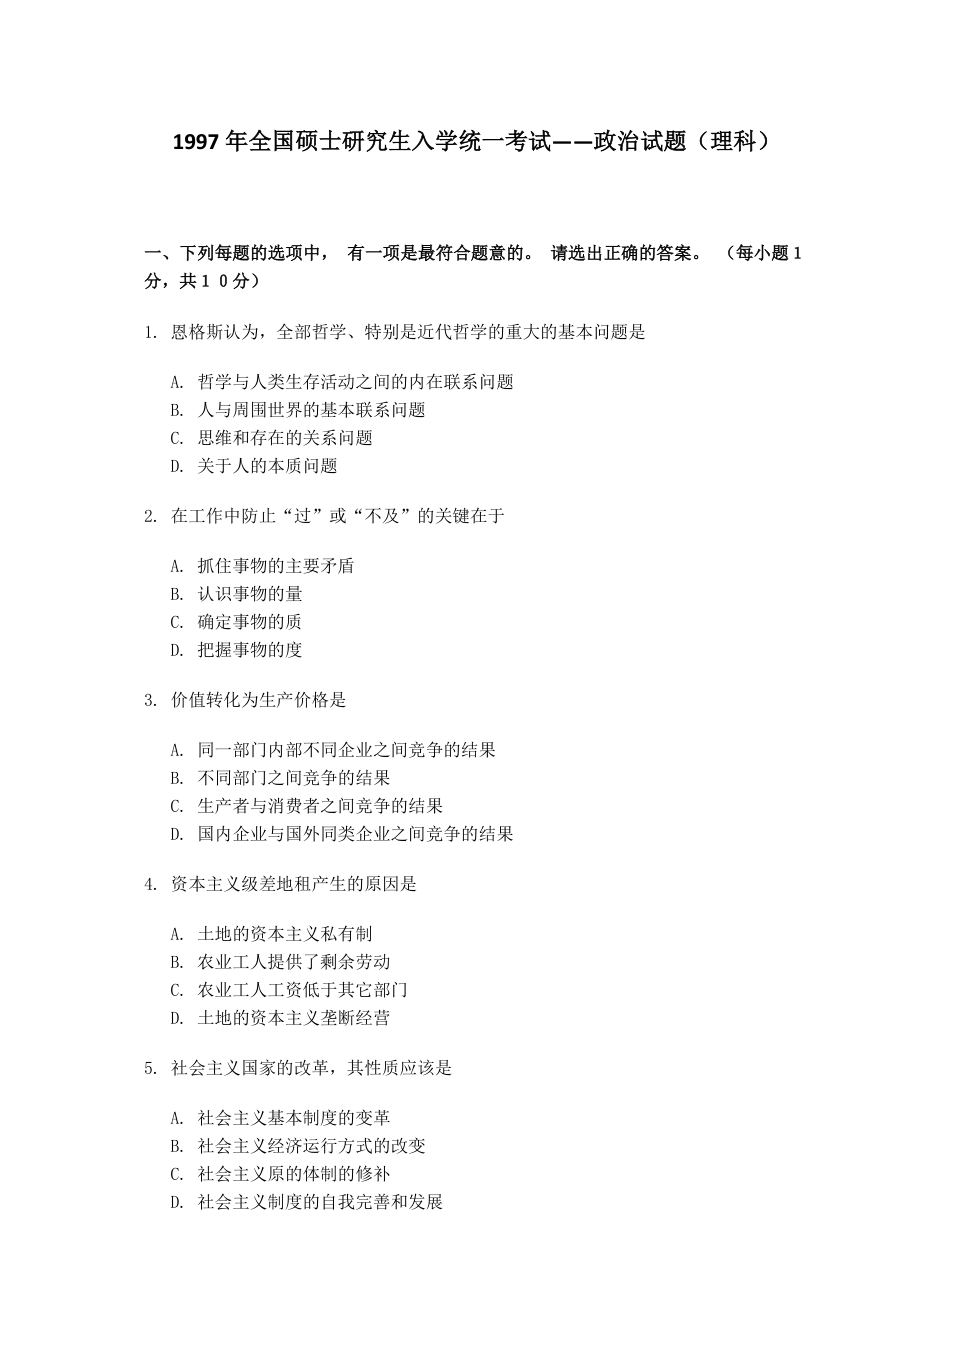 1997 年全国硕士研究生入学统一考试——政治试题（理科）
一、下列每题的选项中， 有一项是最符合题意的。 请选出正确的答案。 （每小题１
分，共１０分）
1. 恩格斯认为，全部哲学、特别是近代哲学的重大的基本问题是
A. 哲学与人类生存活动之间的内在联系问题
B. 人与周围世界的基本联系问题
C. 思维和存在的关系问题
D. 关于人的本质问题
2. 在工作中防止“过”或“不及”的关键在于
A. 抓住事物的主要矛盾
B. 认识事物的量
C. 确定事物的质
D. 把握事物的度
3. 价值转化为生产价格是
A. 同一部门内部不同企业之间竞争的结果
B. 不同部门之间竞争的结果
C. 生产者与消费者之间竞争的结果
D. 国内企业与国外同类企业之间竞争的结果
4. 资本主义级差地租产生的原因是
A. 土地的资本主义私有制
B. 农业工人提供了剩余劳动
C. 农业工人工资低于其它部门
D. 土地的资本主义垄断经营
5. 社会主义国家的改革，其性质应该是
A. 社会主义基本制度的变革
B. 社会主义经济运行方式的改变
C. 社会主义原的体制的修补
D. 社会主义制度的自我完善和发展